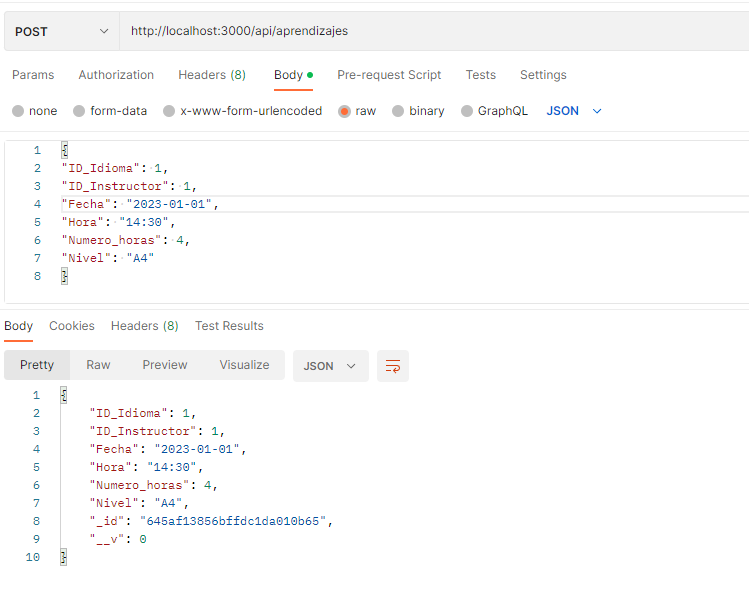 POST http://localhost:3000/api/aprendizajes
Params Authorization Headers (8) Body Pre-request Script Tests Settings
none form-data x-www-form-urlencoded raw binary GraphQL JSON
1 {
2 "ID_Idioma": 1,
3 "ID_Instructor": 1,
4 "Fecha": "2023-01-01",
5 "Hora": "14:30",
6 "Numero_horas": 4,
7 "Nivel": "A4"
8 }
Body Cookies Headers (8) Test Results
Pretty Raw Preview Visualize JSON
1 {
2 "ID_Idioma": 1,
3 "ID_Instructor": 1,
4 "Fecha": "2023-01-01",
5 "Hora": "14:30",
6 "Numero_horas": 4,
7 "Nivel": "A4",
8 "_id": "645af13856bffdc1da010b65",
9 "__v": 0
10 }